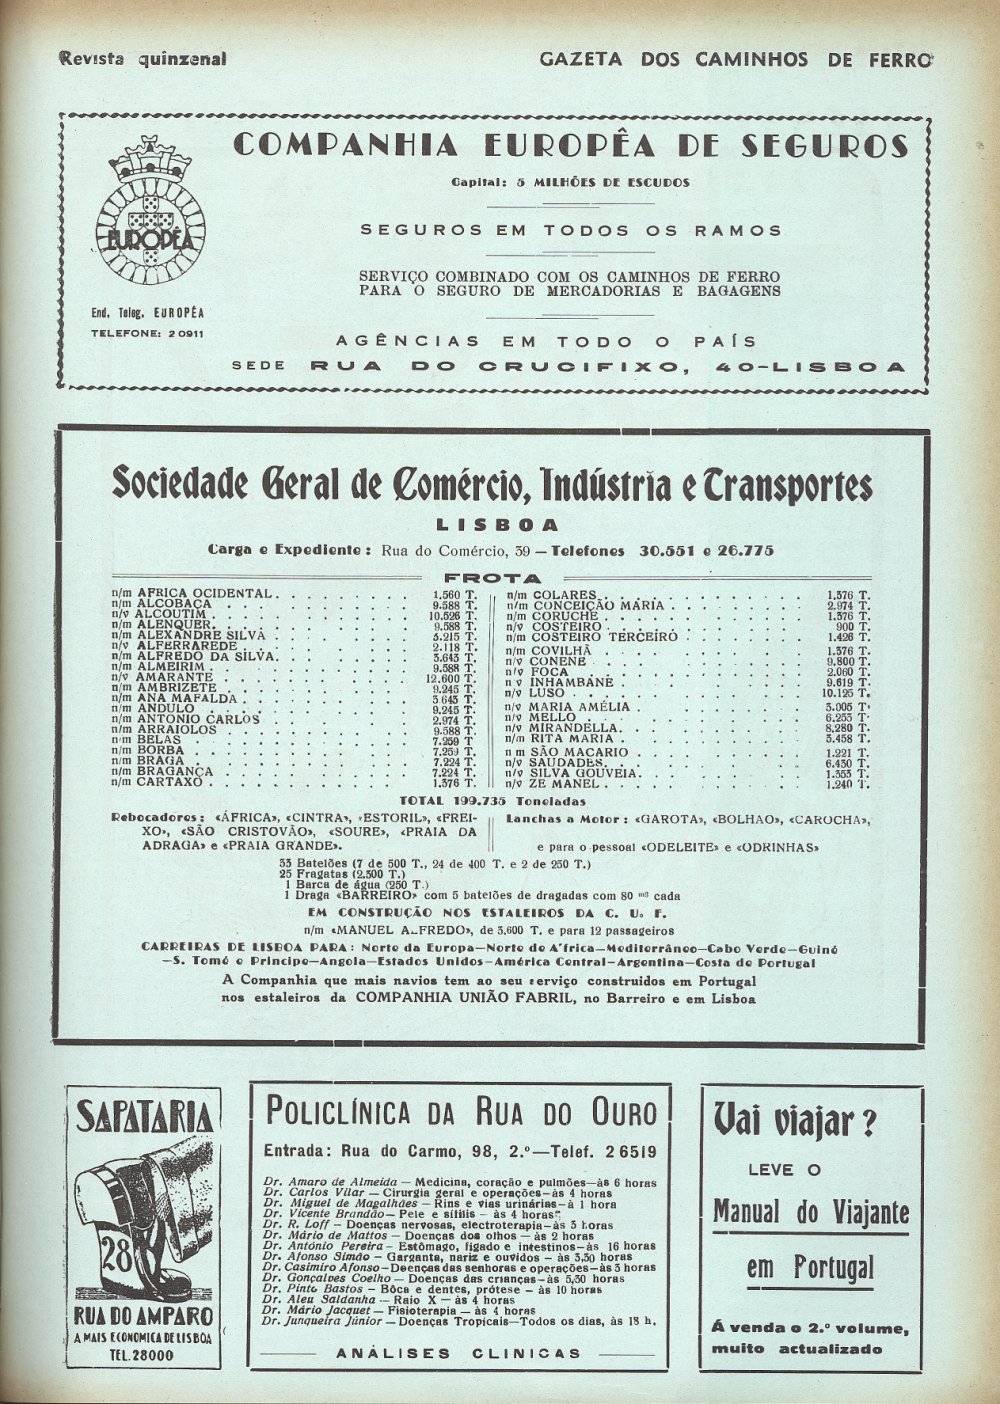 Revista quinzenal
GAZETA DOS CAMINHOS DE FERRO
EUROPÊA
End. Teleg. EUROPÊA
TELEFONE: 20911
COMPANHIA EUROPÊA DE SEGUROS
Capital: 5 MILHÕES DE ESCUDOS
SEGUROS EM TODOS OS RAMOS
SERVIÇO COMBINADO COM OS CAMINHOS DE FERRO
PARA O SEGURO DE MERCADORIAS E BAGAGENS
AGÊNCIAS EM TODO O PAÍS
SEDE RUA DO CRUCIFIXO, 40-LISBOA
Sociedade Geral de Comércio, Indústria e Transportes
LISBOA
Carga e Expediente: Rua do Comércio, 39 — Telefones 30.551 e 26.775
FROTA
n/m AFRICA OCIDENTAL. 1.560 T.
n/m ALCOBAÇA 9.588 T.
n/v ALCOUTIM 10.526 T.
n/m ALENQUER. 9.588 T.
n/m ALEXANDRE SILVA 3.215 T.
n/v ALFERRAREDE 2.118 T.
n/m ALFREDO DA SILVA. 3.643 T.
n/m ALMEIRIM 9.588 T.
n/v AMARANTE 12.600 T.
n/m AMBRIZETE 9.245 T.
n/m ANA MAFALDA 3.643 T.
n/m ANDULO 9.245 T.
n/m ANTONIO CARLOS 2.974 T.
n/m ARRAIOLOS 9.588 T.
n/m BELAS 7.259 T
n/m BORBA 7.259 T.
n/m BRAGA 7.224 T.
n/m BRAGANÇA 7.224 T.
n/m CARTAXO 1.376 T.
n/m COLARES 1.376 T.
n/m CONCEIÇÃO MARIA 2.974 T.
n/m CORUCHE 1.376 T.
n/v COSTEIRO 900 T.
n/m COSTEIRO TERCEIRO 1.426 T.
n/m COVILHÃ 1.376 T.
n/v CONENE 9.800 T.
n/v FOCA 2.060 T.
n v INHAMBANE 9.619 T.
n/v LUSO 10.125 T.
n/v MARIA AMÉLIA 3.005 T.
n/v MELLO 6.253 T.
n/v MIRANDELLA. 8.280 T.
n/m RITA MARIA 3.458 T.
n m SÃO MACARIO 1.221 T.
n/v SAUDADES. 6.430 T.
n/v SILVA GOUVEIA. 1.353 T.
n/v ZE MANEL 1.240 T.
TOTAL 199.735 Toneladas
Rebocadores: «ÁFRICA», «CINTRA», «ESTORIL», «FREI-
XO», «SÃO CRISTOVÃO», «SOURE», «PRAIA DA
ADRAGA» e «PRAIA GRANDE».
Lanchas a Motor: «GAROTA», «BOLHAO», «CAROCHA»,
e para o pessoal «ODELEITE» e «ODRINHAS»
33 Batelões (7 de 500 T., 24 de 400 T. e 2 de 250 T.)
25 Fragatas (2.500 T.)
1 Barca de água (250 T.)
1 Draga «BARREIRO» com 5 batelões de dragadas com 80 m3 cada
EM CONSTRUÇÃO NOS ESTALEIROS DA C. U. F.
n/m «MANUEL ALFREDO», de 3,600 T. e para 12 passageiros
CARREIRAS DE LISBOA PARA: Norte da Europa—Norte de A'frica—Mediterrâneo—Cabo Verde—Guiné
—S. Tomé e Principe—Angola—Estados Unidos—América Central—Argentina—Costa de Portugal
A Companhia que mais navios tem ao seu serviço construidos em Portugal
nos estaleiros da COMPANHIA UNIÃO FABRIL, no Barreiro e em Lisboa
SAPATARIA
28
RUA DO AMPARO
A MAIS ECONOMICA DE LISBOA
TEL. 28000
POLICLÍNICA DA RUA DO OURO
Entrada: Rua do Carmo, 98, 2.º—Telef. 26519
Dr. Amaro de Almeida — Medicina, coração e pulmões—às 6 horas
Dr. Carlos Vilar — Cirurgia geral e operações—às 4 horas
Dr. Miguel de Magalhães — Rins e vias urinárias—à 1 hora
Dr. Vicente Brandão— Pele e sífilis — às 4 horas
Dr. R. Loff — Doenças nervosas, electroterapia—às 3 horas
Dr. Mário de Mattos — Doenças dos olhos — às 2 horas
Dr. António Pereira — Estômago, fígado e intestinos—às 16 horas
Dr. Afonso Simão — Garganta, nariz e ouvidos — às 3,30 horas
Dr. Casimiro Afonso—Doenças das senhoras e operações—às 3 horas
Dr. Gonçalves Coelho — Doenças das crianças—às 5,30 horas
Dr. Pinto Bastos — Bôca e dentes, prótese — às 10 horas
Dr. Aleu Saldanha — Raio X — às 4 horas
Dr. Mário Jacquet — Fisioterapia — às 4 horas
Dr. Junqueira Júnior — Doenças Tropicais—Todos os dias, às 18 h.
ANÁLISES CLINICAS
Vai viajar?
LEVE O
Manual do Viajante
em Portugal
Á venda o 2.º volume,
muito actualizado